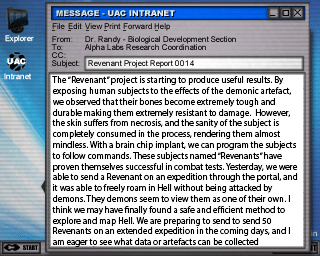 MESSAGE - UAC INTRANET
File Edit View Print Forward Help
From: Dr. Randy - Biological Development Section
To: Alpha Labs Research Coordination
CC:
Subject: Revenant Project Report 0014
Explorer
UAC
Intranet
The “Revenant” project is starting to produce useful results. By
exposing human subjects to the effects of the demonic artefact,
we observed that their bones become extremely tough and
durable making them extremely resistant to damage. However,
the skin suffers from necrosis, and the sanity of the subject is
completely consumed in the process, rendering them almost
mindless. With a brain chip implant, we can program the subjects
to follow commands. These subjects named “Revenants” have
proven themselves successful in combat tests. Yesterday, we were
able to send a Revenant on an expedition through the portal, and
it was able to freely roam in Hell without being attacked by
demons. They demons seem to view them as one of their own. I
think we may have finally found a safe and efficient method to
explore and map Hell. We are preparing to send to send 50
Revenants on an extended expedition in the coming days, and I
am eager to see what data or artefacts can be collected
START